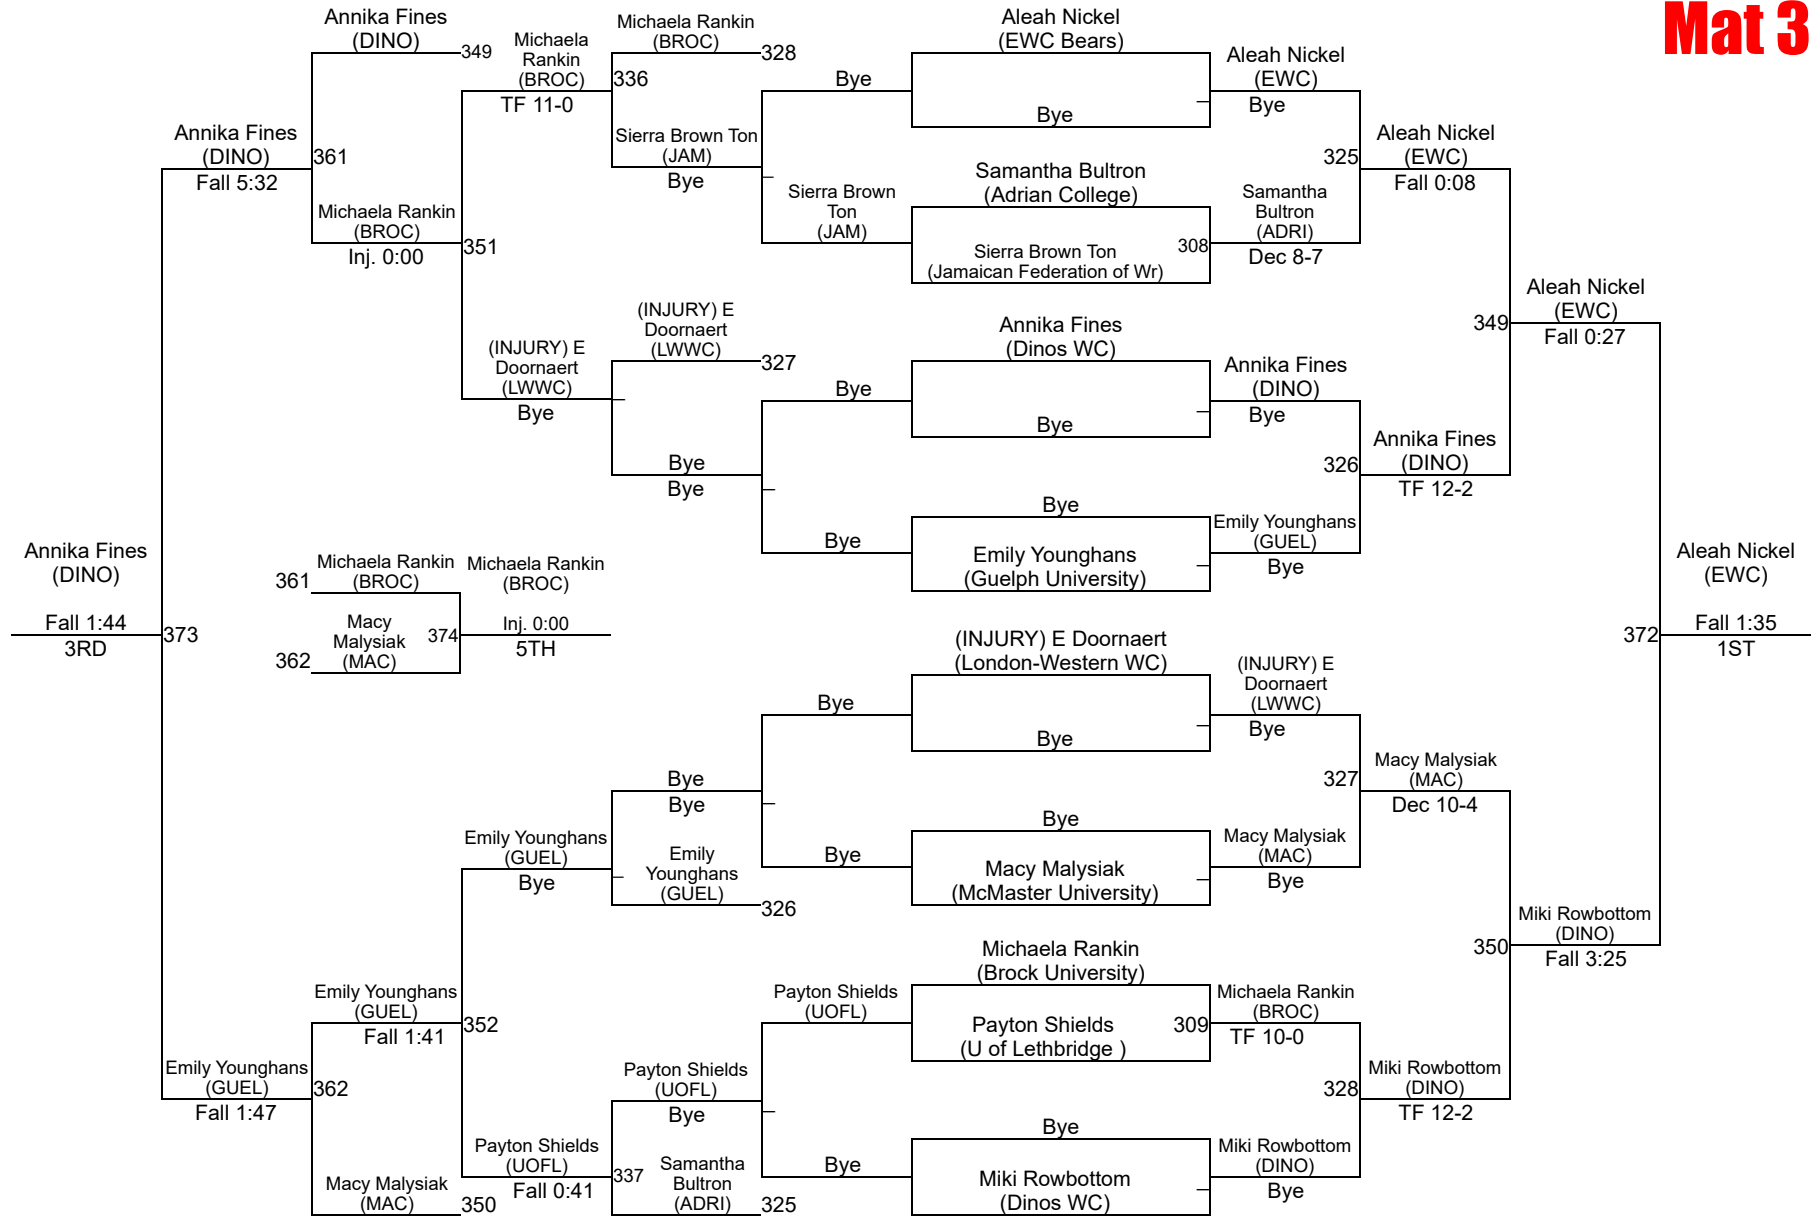 Mat 3
Annika Fines
(DINO)
349
Annika Fines
(DINO)
Fall 5:32
361
Michaela Rankin
(BROC)
Inj. 0:00
Michaela
Rankin
(BROC)
TF 11-0
351
Michaela Rankin
(BROC)
328
336
Sierra Brown Ton
(JAM)
Bye
Bye
Sierra Brown
Ton
(JAM)
Aleah Nickel
(EWC Bears)
Bye
Samantha Bultron
(Adrian College)
Sierra Brown Ton
(Jamaican Federation of Wr)
308
Aleah Nickel
(EWC)
Bye
325
Samantha
Bultron
(ADRI)
Dec 8-7
Aleah Nickel
(EWC)
Fall 0:08
(INJURY) E
Doornaert
(LWWC)
Bye
(INJURY) E
Doornaert
(LWWC)
327
Bye
Bye
Bye
Bye
Annika Fines
(Dinos WC)
Bye
Bye
Emily Younghans
(Guelph University)
Annika Fines
(DINO)
Bye
326
Emily Younghans
(GUEL)
Bye
Annika Fines
(DINO)
TF 12-2
349
Aleah Nickel
(EWC)
Fall 0:27
Annika Fines
(DINO)
Fall 1:44
3RD
373
361
Michaela Rankin
(BROC)
362
Macy
Malysiak
(MAC)
374
Michaela Rankin
(BROC)
Inj. 0:00
5TH
372
Aleah Nickel
(EWC)
Fall 1:35
1ST
(INJURY) E Doornaert
(London-Western WC)
Bye
Bye
Macy Malysiak
(McMaster University)
Bye
Bye
Bye
Bye
(INJURY) E
Doornaert
(LWWC)
Bye
327
Macy Malysiak
(MAC)
Bye
Macy Malysiak
(MAC)
Dec 10-4
Emily Younghans
(GUEL)
Bye
Emily
Younghans
(GUEL)
326
350
Miki Rowbottom
(DINO)
Fall 3:25
Emily Younghans
(GUEL)
Fall 1:41
352
Emily Younghans
(GUEL)
Fall 1:47
362
Macy Malysiak
(MAC)
350
Payton Shields
(UOFL)
Fall 0:41
Payton Shields
(UOFL)
Bye
337
Samantha
Bultron
(ADRI)
325
Payton Shields
(UOFL)
Bye
Michaela Rankin
(Brock University)
Payton Shields
(U of Lethbridge )
309
Bye
Miki Rowbottom
(Dinos WC)
Michaela Rankin
(BROC)
TF 10-0
328
Miki Rowbottom
(DINO)
Bye
Miki Rowbottom
(DINO)
TF 12-2